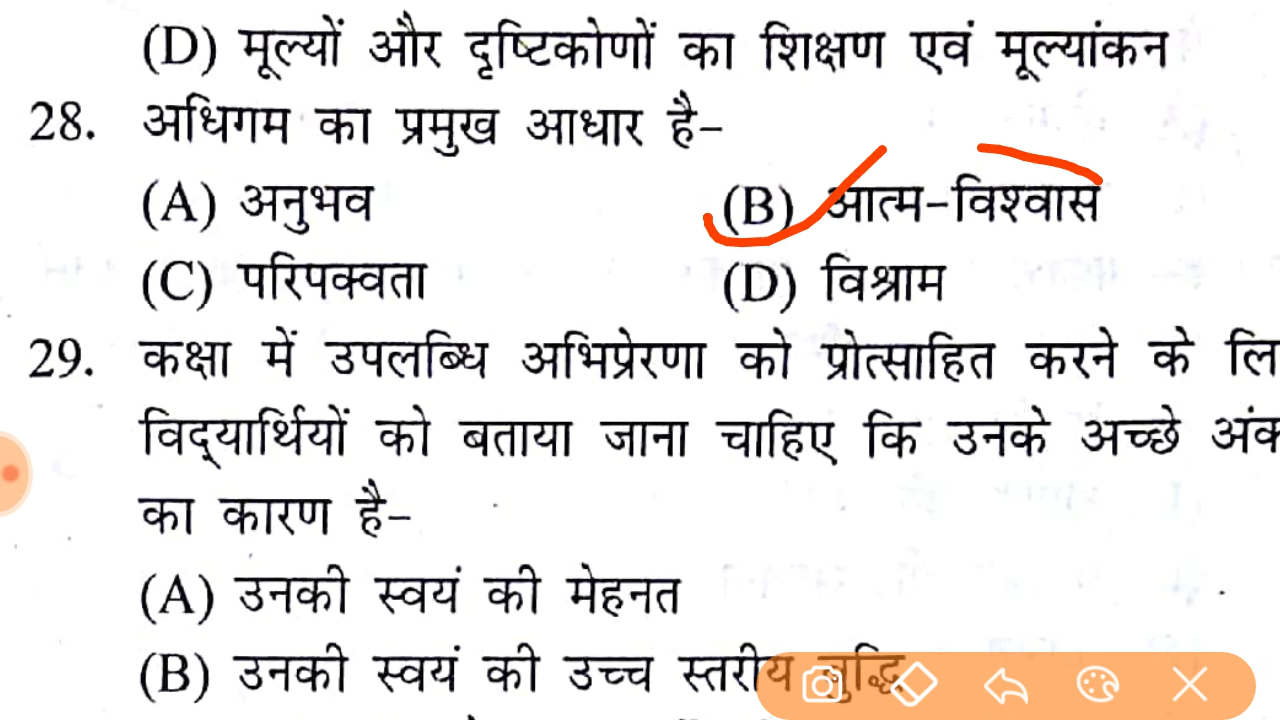 (D) मूल्यों और दृष्टिकोणों का शिक्षण एवं मूल्यांकन
28. अधिगम का प्रमुख आधार है–
(A) अनुभव (B) आत्म-विश्वास
(C) परिपक्वता (D) विश्राम
29. कक्षा में उपलब्धि अभिप्रेरणा को प्रोत्साहित करने के लि
विद्यार्थियों को बताया जाना चाहिए कि उनके अच्छे अंक
का कारण है–
(A) उनकी स्वयं की मेहनत
(B) उनकी स्वयं की उच्च स्तरीय बुद्धि